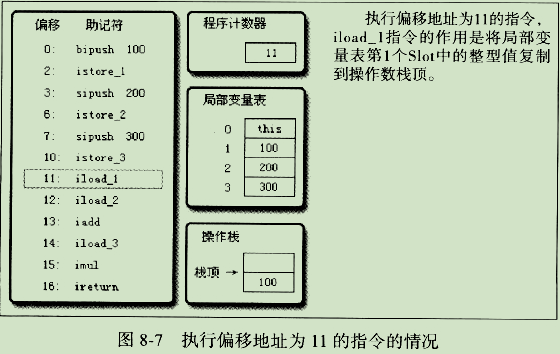 偏移 助记符
0: bipush 100
2: istore_1
3: sipush 200
6: istore_2
7: sipush 300
10: istore_3
11: iload_1
12: iload_2
13: iadd
14: iload_3
15: imul
16: ireturn
程序计数器
11
局部变量表
0 this
1 100
2 200
3 300
操作栈
栈顶 →
100
执行偏移地址为11的指令,
iload_1指令的作用是将局部变
量表第1个Slot中的整型值复制
到操作数栈顶。
图 8-7 执行偏移地址为 11 的指令的情况